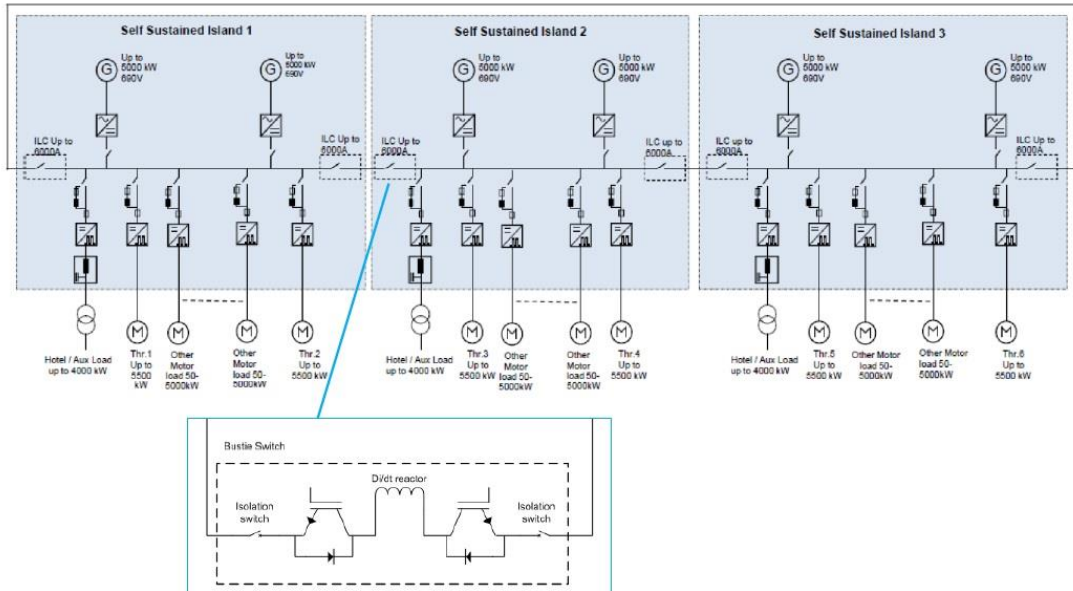 Self Sustained Island 1
Self Sustained Island 2
Self Sustained Island 3
G
Up to
5000 kW
690V
G
Up to
5000 kW
690V
G
Up to
5000 kW
690V
G
Up to
5000 kW
690V
G
Up to
5000 kW
690V
G
Up to
5000 kW
690V
ILC Up to
6000A
ILC Up to
6000A
ILC Up to
6000A
ILC up to
6000A
ILC Up to
6000A
ILC Up to
6000A
M
M
M
M
M
M
M
M
M
M
M
M
Hotel / Aux Load
up to 4000 kW
Thr.1
Up to
5500
kW
Other
Motor
load 50-
5000kW
Other
Motor
load 50-
5000kW
Thr.2
Up to
5500 kW
Hotel / Aux Load
up to 4000 kW
Thr.3
Up to
5500 kW
Other
Motor
load 50-
5000kW
Other
Motor
load 50-
5000kW
Thr.4
Up to
5500 kW
Hotel / Aux Load
up to 4000 kW
Thr.5
Up to
5500 kW
Other Motor
load 50-
5000kW
Other Motor
load 50-
5000kW
Thr.6
Up to
5500 kW
Bustie Switch
Di/dt reactor
Isolation
switch
Isolation
switch